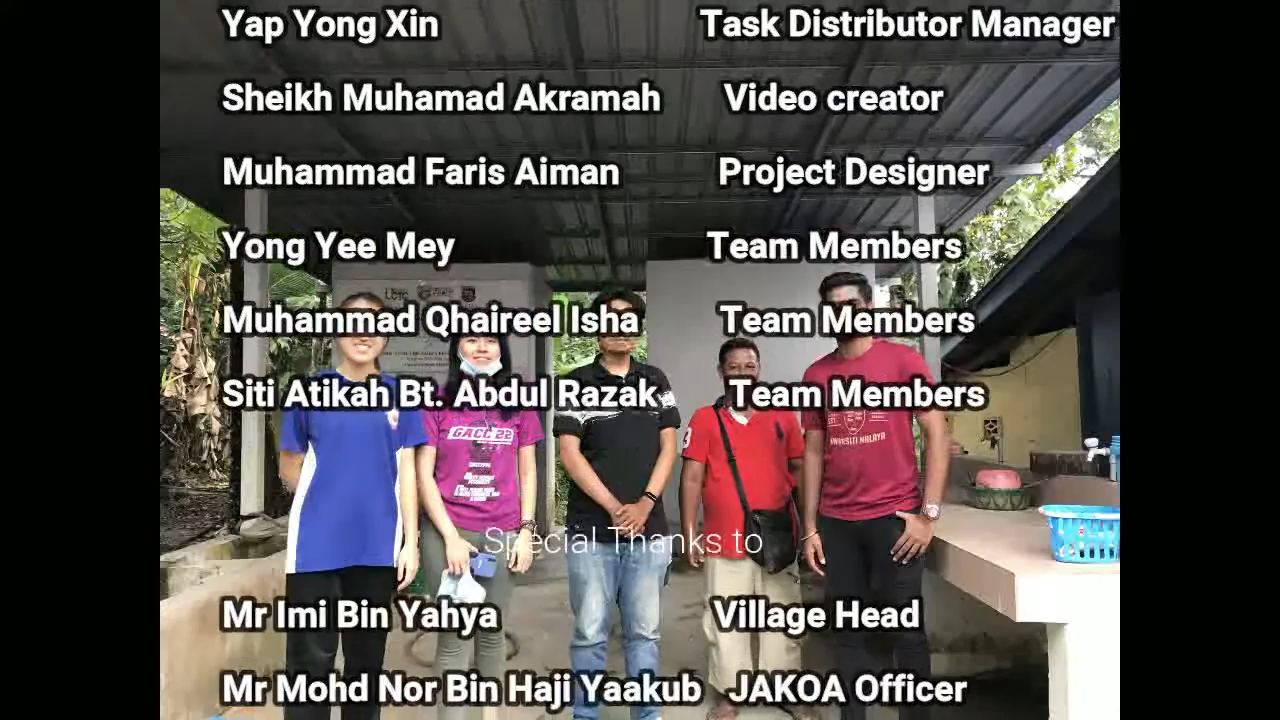 Yap Yong Xin Task Distributor Manager
Sheikh Muhamad Akramah Video creator
Muhammad Faris Aiman Project Designer
Yong Yee Mey Team Members
Muhammad Qhaireel Isha Team Members
Siti Atikah Bt. Abdul Razak Team Members
GACC 22
Special Thanks to
Mr Imi Bin Yahya Village Head
Mr Mohd Nor Bin Haji Yaakub JAKOA Officer